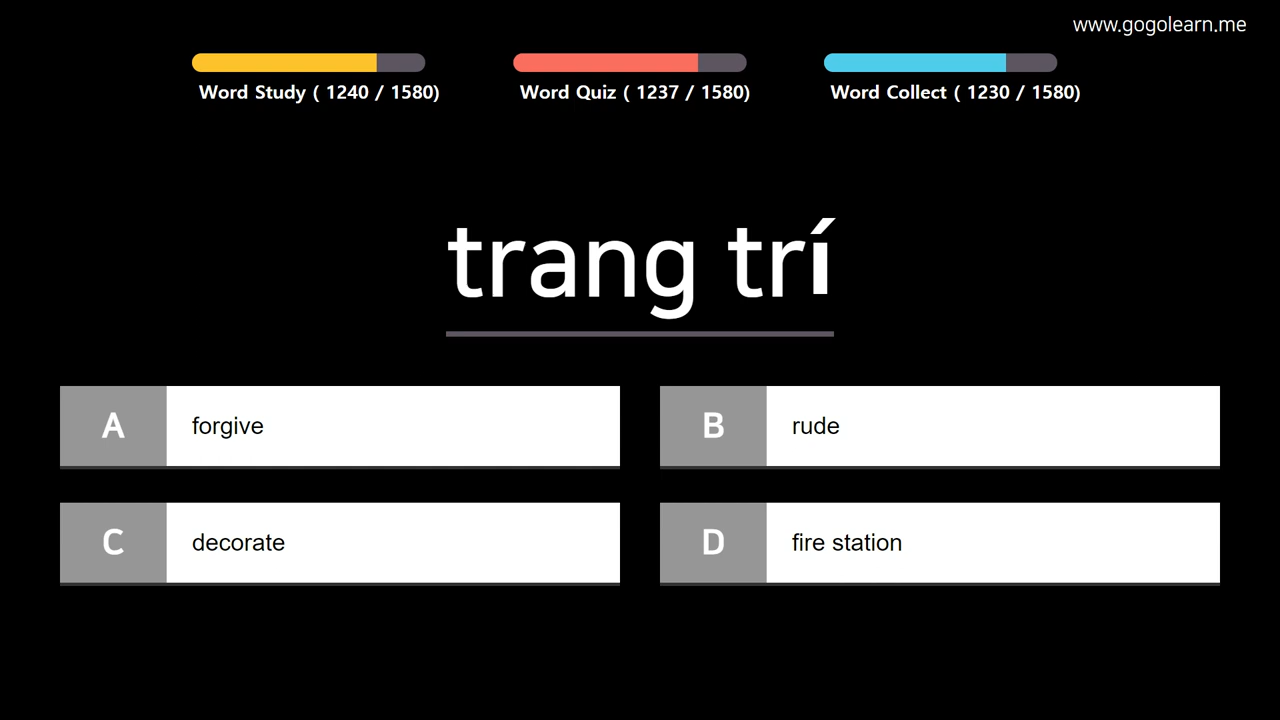 www.gogolearn.me
Word Study ( 1240 / 1580)
Word Quiz ( 1237 / 1580)
Word Collect ( 1230 / 1580)
trang trí
A forgive
B rude
C decorate
D fire station